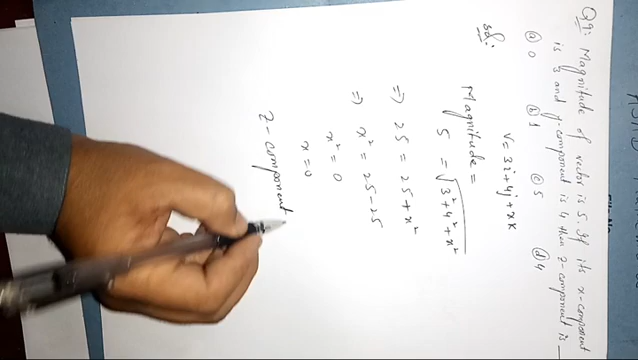 Q9: Magnitude of vector is 5. If its x-component
is 3 and y-component is 4 then z-component is _
(a) 0 (b) 1 (c) 5 (d) 4
Sol:
V = 3i + 4j + xk
Magnitude =
5 = √3² + 4² + x²
⇒ 25 = 25 + x²
⇒ x² = 25 - 25
x² = 0
x = 0
Z-component